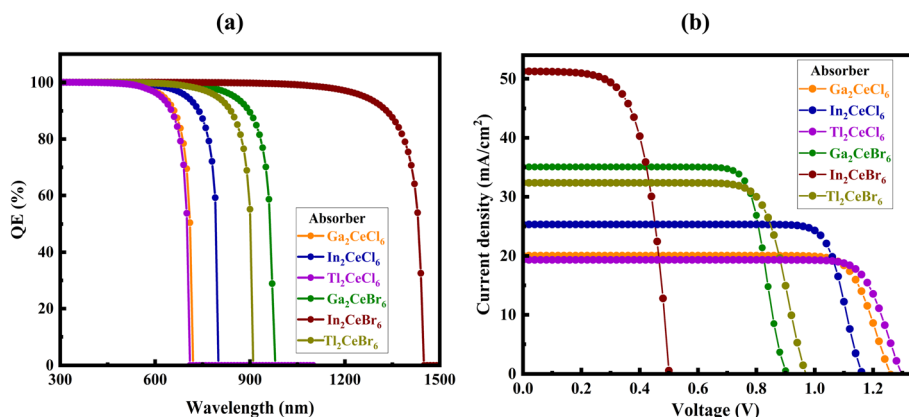 (a)
100
80
60
40
20
0
QE (%)
Absorber
Ga₂CeCl₆
In₂CeCl₆
Tl₂CeCl₆
Ga₂CeBr₆
In₂CeBr₆
Tl₂CeBr₆
300 600 900 1200 1500
Wavelength (nm)
(b)
50
40
30
20
10
0
Current density (mA/cm²)
Absorber
Ga₂CeCl₆
In₂CeCl₆
Tl₂CeCl₆
Ga₂CeBr₆
In₂CeBr₆
Tl₂CeBr₆
0.0 0.2 0.4 0.6 0.8 1.0 1.2
Voltage (V)